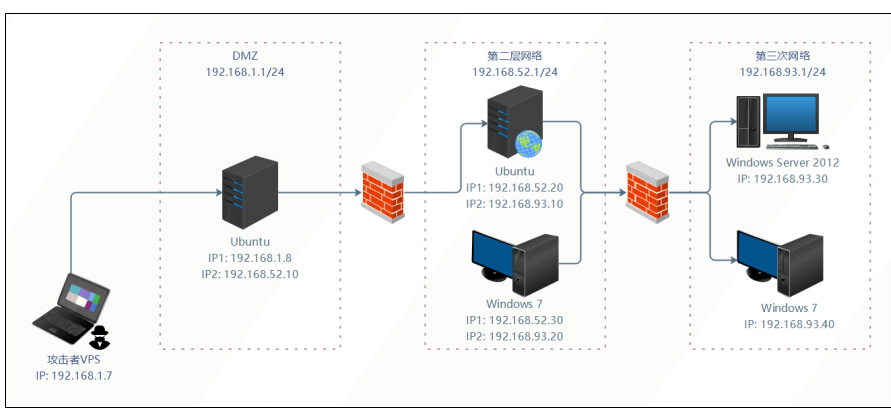 DMZ
192.168.1.1/24
第二层网络
192.168.52.1/24
第三次网络
192.168.93.1/24
Ubuntu
IP1: 192.168.1.8
IP2: 192.168.52.10
Ubuntu
IP1: 192.168.52.20
IP2: 192.168.93.10
Windows 7
IP1: 192.168.52.30
IP2: 192.168.93.20
Windows Server 2012
IP: 192.168.93.30
Windows 7
IP: 192.168.93.40
攻击者VPS
IP: 192.168.1.7